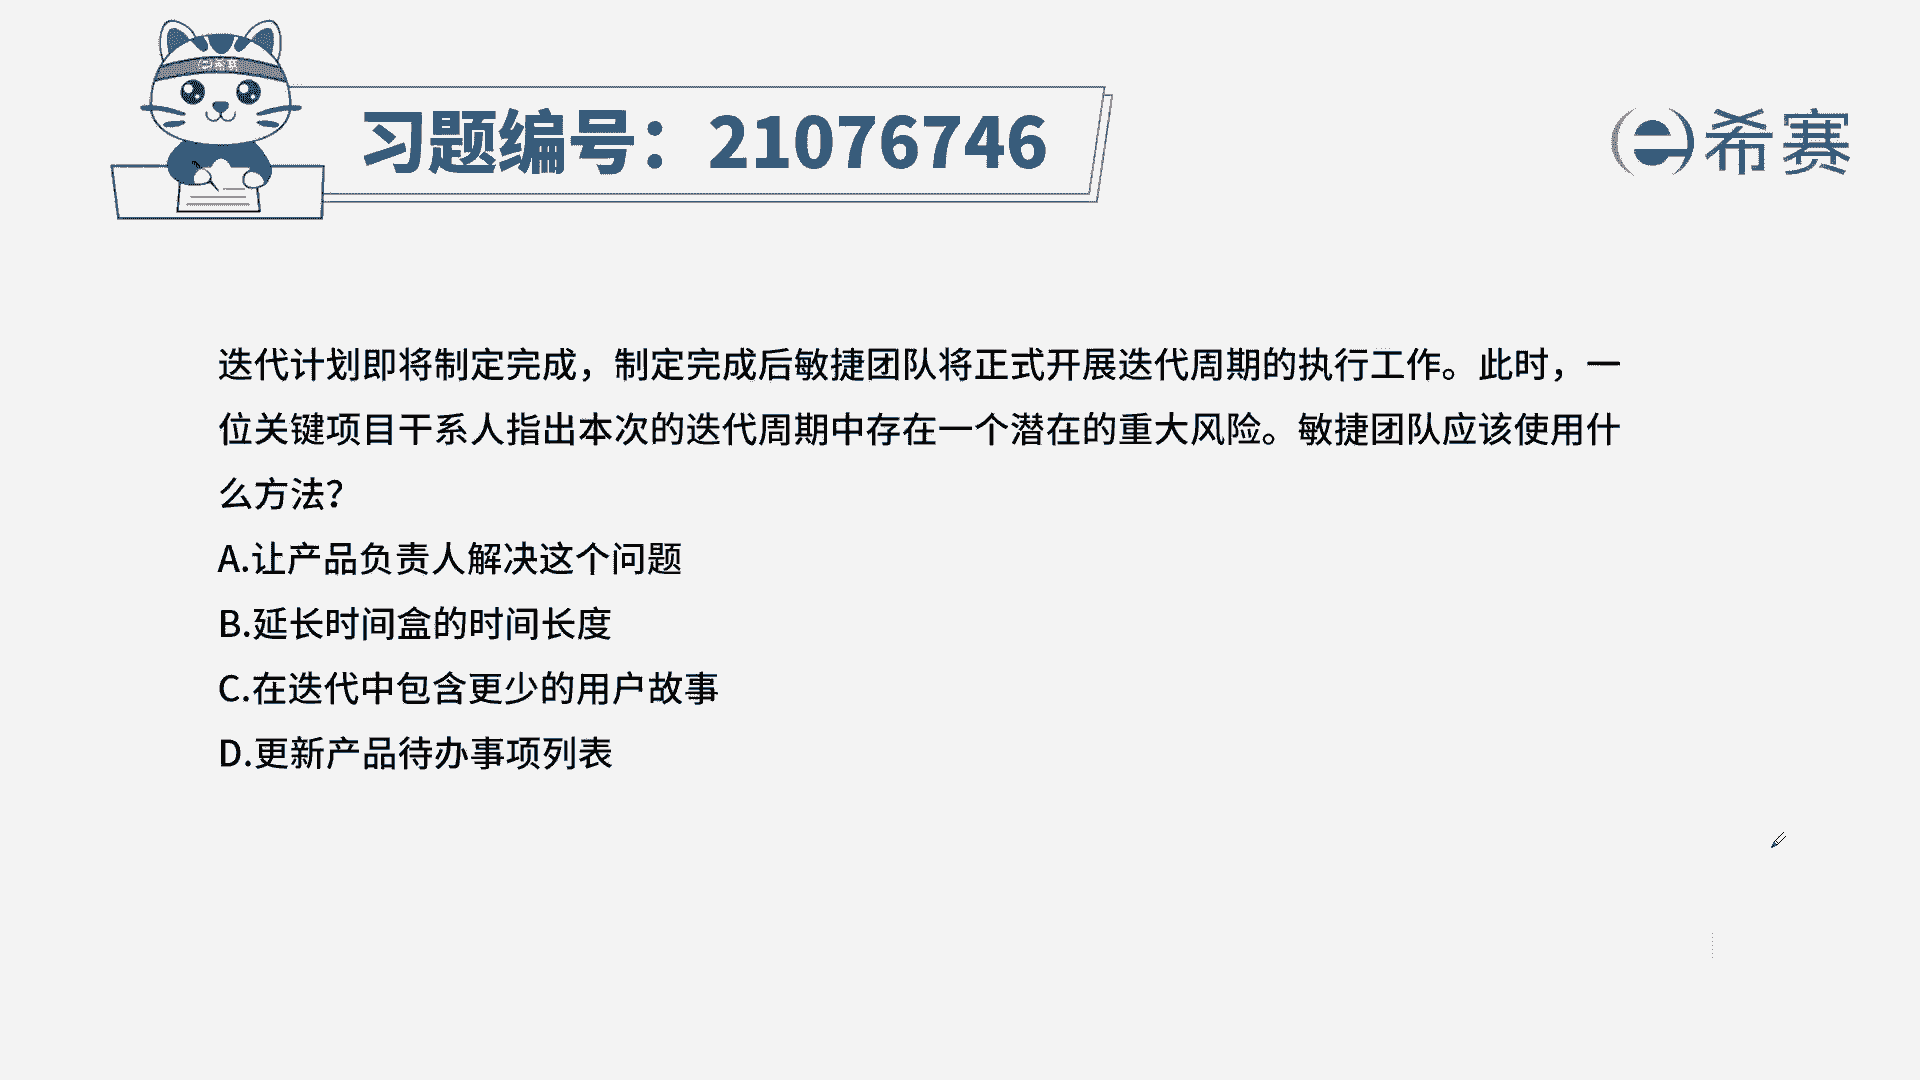 希赛
习题编号：21076746
希赛
迭代计划即将制定完成，制定完成后敏捷团队将正式开展迭代周期的执行工作。此时，一
位关键项目干系人指出本次的迭代周期中存在一个潜在的重大风险。敏捷团队应该使用什
么方法？
A.让产品负责人解决这个问题
B.延长时间盒的时间长度
C.在迭代中包含更少的用户故事
D.更新产品待办事项列表